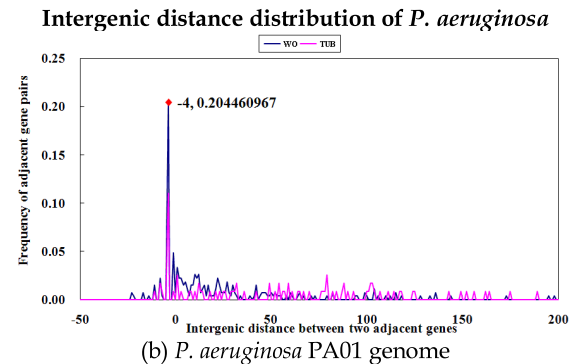 Intergenic distance distribution of P. aeruginosa
WO TUB
Frequency of adjacent gene pairs
0.25
0.20
0.15
0.10
0.05
0.00
-4, 0.204460967
-50 0 50 100 150 200
Intergenic distance between two adjacent genes
(b) P. aeruginosa PA01 genome